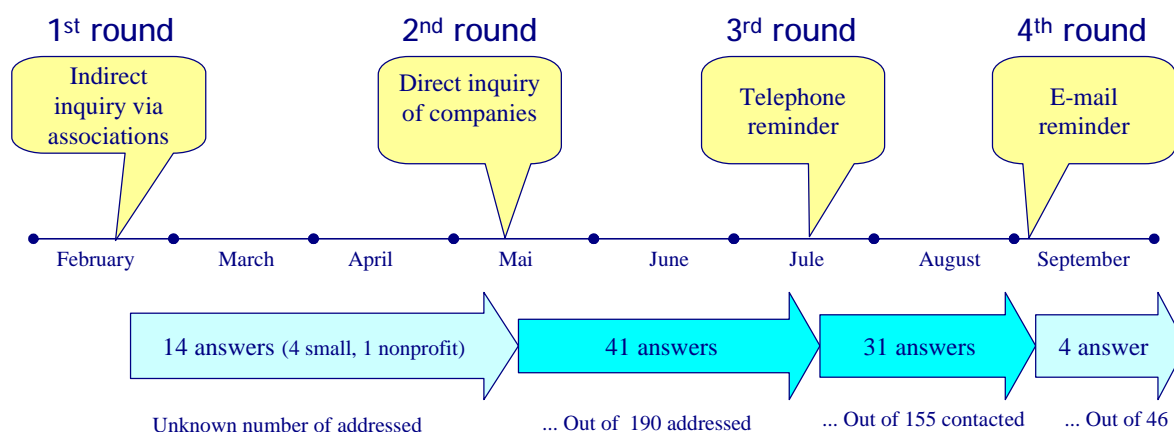 1st round
2nd round
3rd round
4th round
Indirect
inquiry via
associations
Direct inquiry
of companies
Telephone
reminder
E-mail
reminder
February
March
April
Mai
June
Jule
August
September
14 answers (4 small, 1 nonprofit)
41 answers
31 answers
4 answer
Unknown number of addressed
... Out of 190 addressed
... Out of 155 contacted
... Out of 46